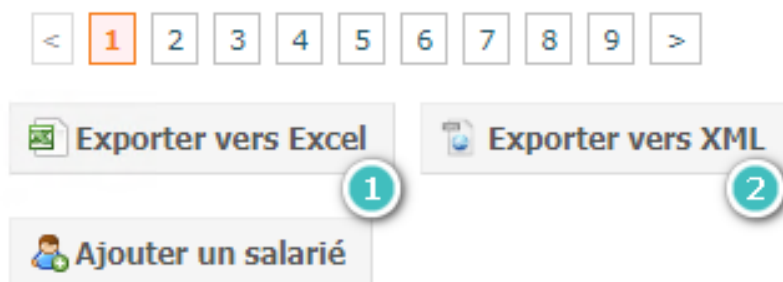 < 1 2 3 4 5 6 7 8 9 >
Exporter vers Excel Exporter vers XML
1 2
Ajouter un salarié